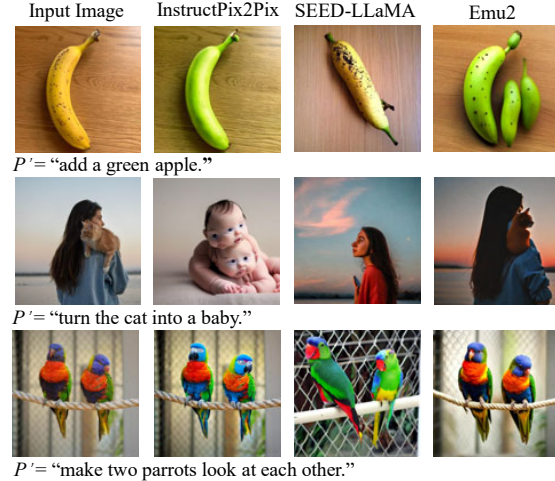 Input Image InstructPix2Pix SEED-LLaMA Emu2
P′= “add a green apple.”
P′= “turn the cat into a baby.”
P′= “make two parrots look at each other.”